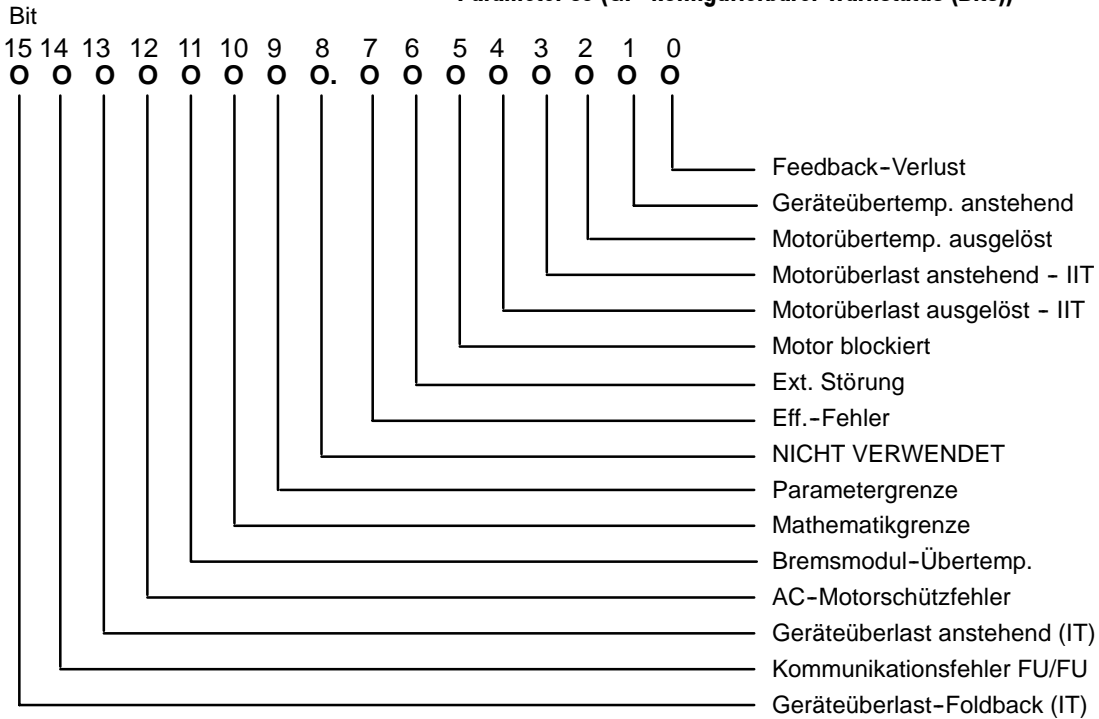 Bit
15 14 13 12 11 10 9 8 7 6 5 4 3 2 1 0
O O O O O O O O. O O O O O O O O
Feedback-Verlust
Geräteübertemp. anstehend
Motorübertemp. ausgelöst
Motorüberlast anstehend - IIT
Motorüberlast ausgelöst - IIT
Motor blockiert
Ext. Störung
Eff.-Fehler
NICHT VERWENDET
Parametergrenze
Mathematikgrenze
Bremsmodul-Übertemp.
AC-Motorschützfehler
Geräteüberlast anstehend (IT)
Kommunikationsfehler FU/FU
Geräteüberlast-Foldback (IT)